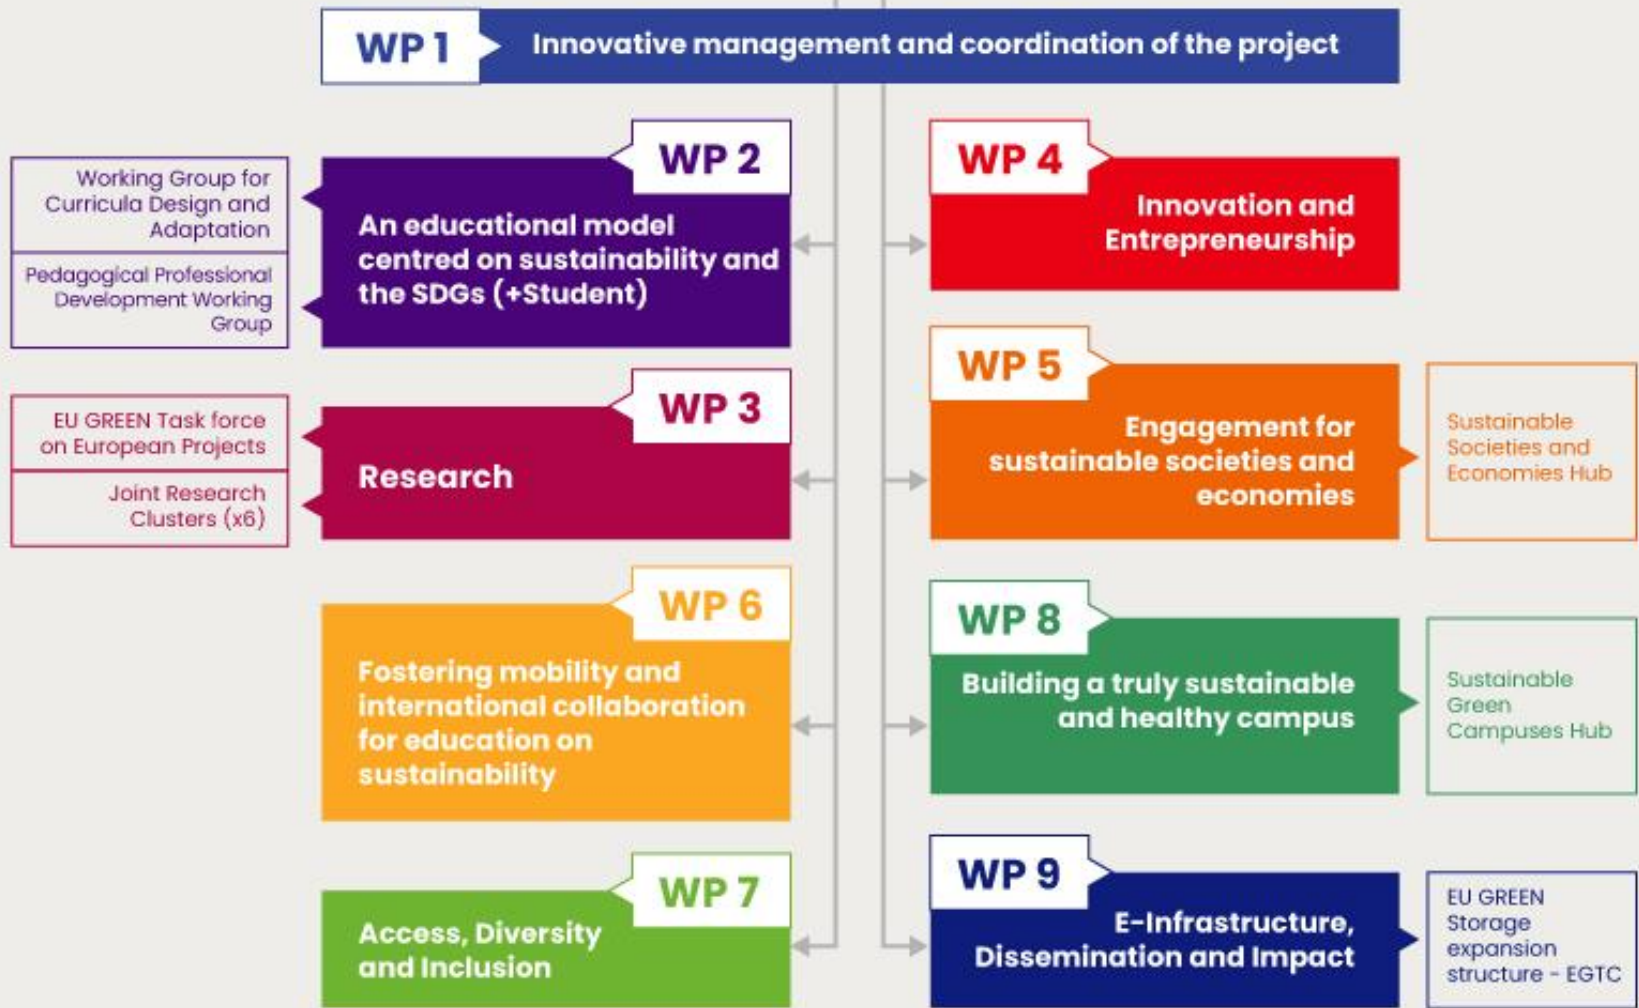 WP 1
Innovative management and coordination of the project
WP 2
Working Group for
Curricula Design and
Adaptation
Pedagogical Professional
Development Working
Group
An educational model
centred on sustainability and
the SDGs (+Student)
WP 4
Innovation and
Entrepreneurship
WP 3
EU GREEN Task force
on European Projects
Joint Research
Clusters (x6)
Research
WP 5
Engagement for
sustainable societies and
economies
Sustainable
Societies and
Economies Hub
WP 6
Fostering mobility and
international collaboration
for education on
sustainability
WP 8
Building a truly sustainable
and healthy campus
Sustainable
Green
Campuses Hub
WP 7
Access, Diversity
and Inclusion
WP 9
E-Infrastructure,
Dissemination and Impact
EU GREEN
Storage
expansion
structure - EGTC